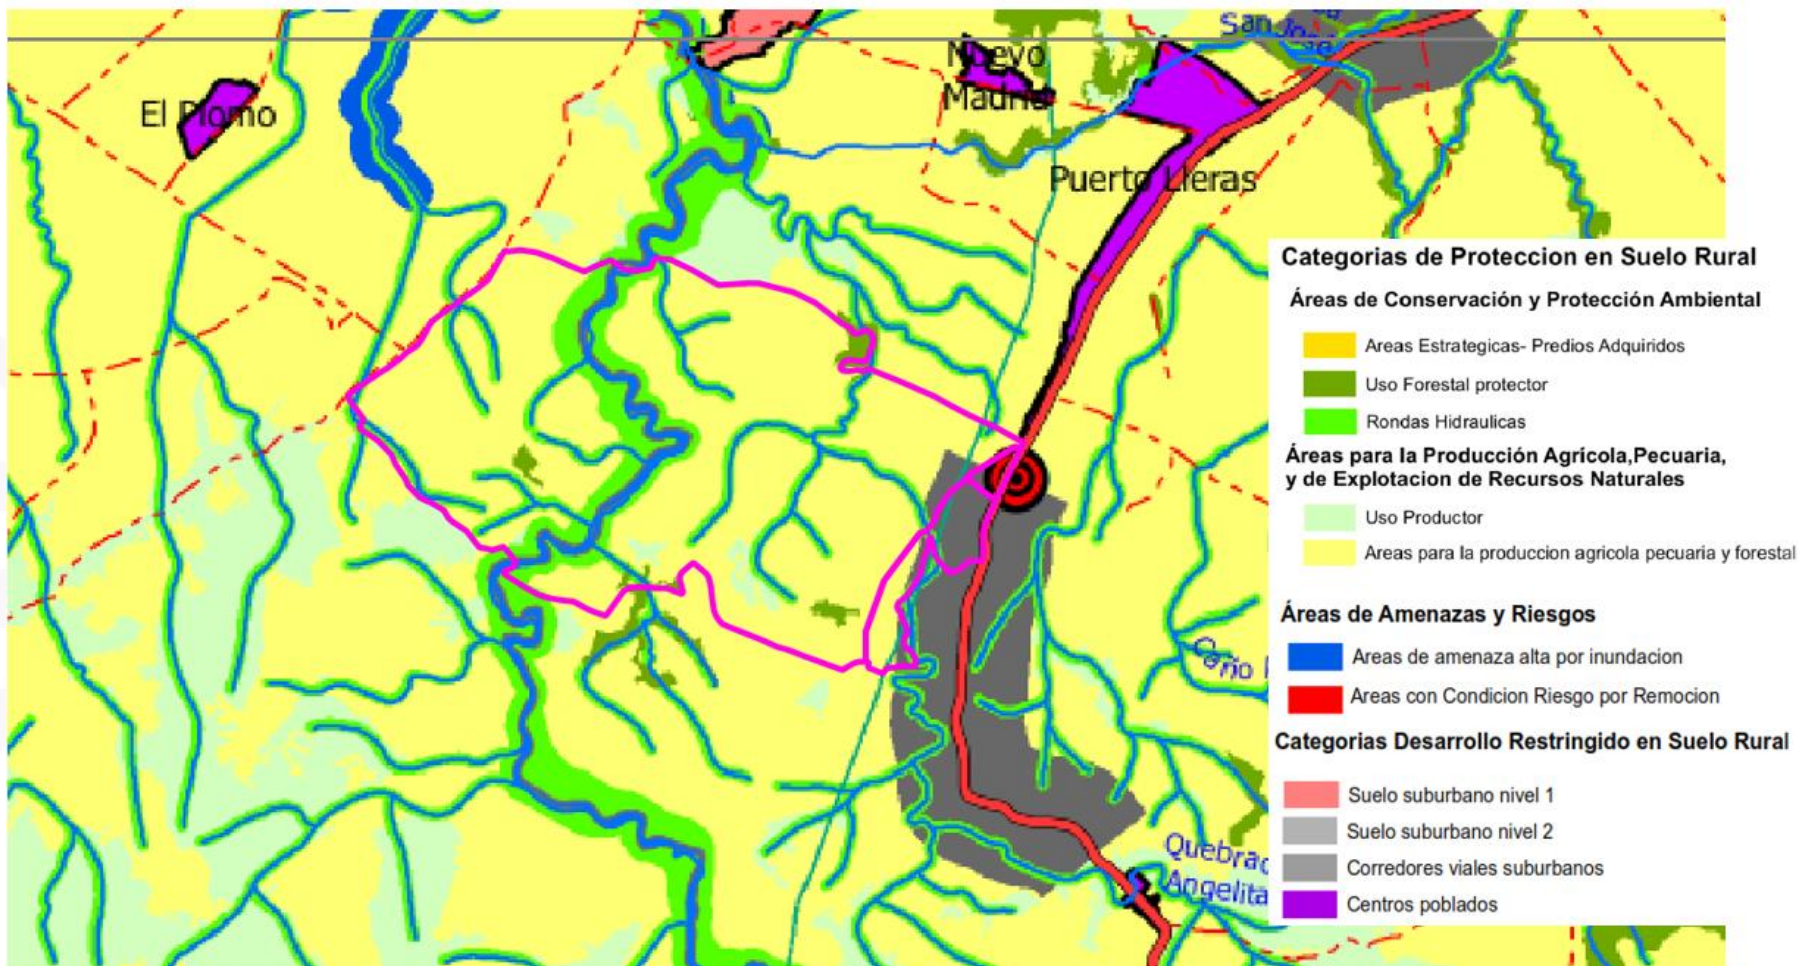 San José
Nuevo
Madrid
El Plomo
Puerto Lleras
Caño
Quebrad
Angelita
Categorias de Proteccion en Suelo Rural
Áreas de Conservación y Protección Ambiental
Areas Estrategicas- Predios Adquiridos
Uso Forestal protector
Rondas Hidraulicas
Áreas para la Producción Agrícola,Pecuaria,
y de Explotacion de Recursos Naturales
Uso Productor
Areas para la produccion agricola pecuaria y forestal
Áreas de Amenazas y Riesgos
Areas de amenaza alta por inundacion
Areas con Condicion Riesgo por Remocion
Categorias Desarrollo Restringido en Suelo Rural
Suelo suburbano nivel 1
Suelo suburbano nivel 2
Corredores viales suburbanos
Centros poblados